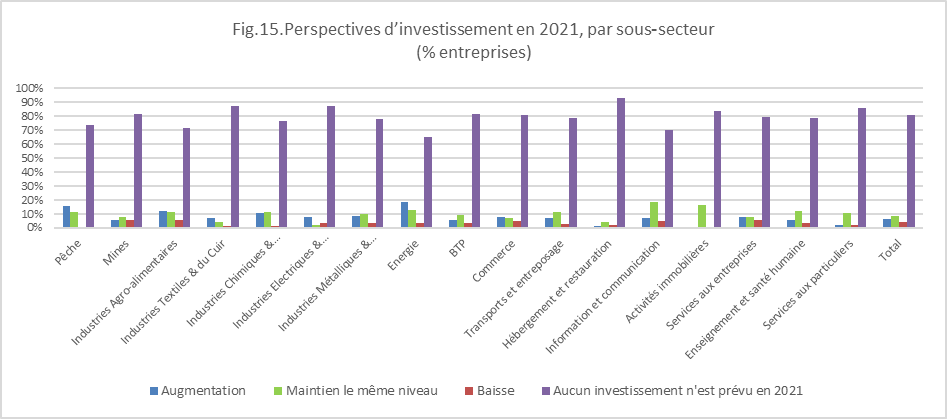 Fig.15.Perspectives d’investissement en 2021, par sous-secteur
(% entreprises)
100%
90%
80%
70%
60%
50%
40%
30%
20%
10%
0%
Pêche
Mines
Industries Agro-alimentaires
Industries Textiles & du Cuir
Industries Chimiques &...
Industries Electriques &...
Industries Métalliques &...
Energie
BTP
Commerce
Transports et entreposage
Hébergement et restauration
Information et communication
Activités immobilières
Services aux entreprises
Enseignement et santé humaine
Services aux particuliers
Total
Augmentation
Maintien le même niveau
Baisse
Aucun investissement n'est prévu en 2021